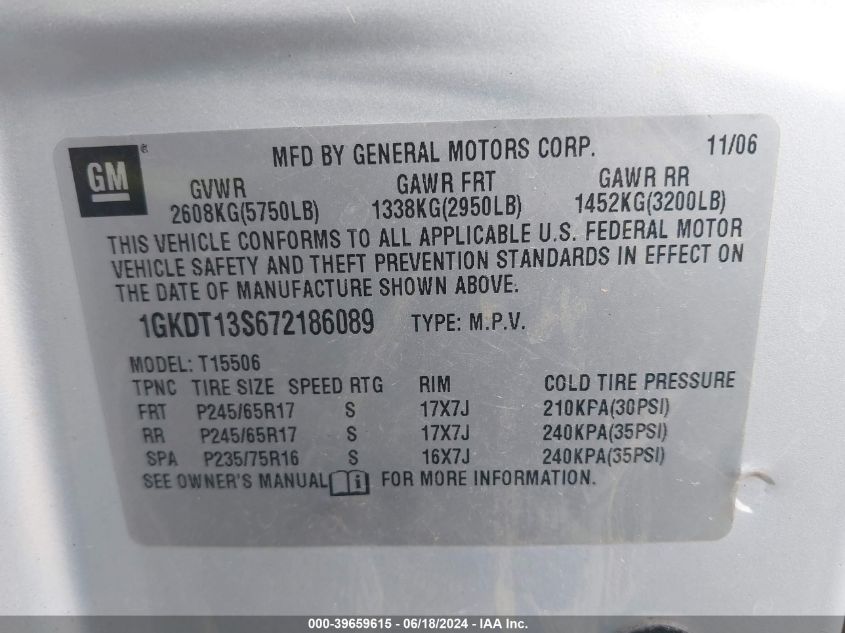 GM® MFD BY GENERAL MOTORS CORP. 11/06
GVWR GAWR FRT GAWR RR
2608KG(5750LB) 1338KG(2950LB) 1452KG(3200LB)
THIS VEHICLE CONFORMS TO ALL APPLICABLE U.S. FEDERAL MOTOR
VEHICLE SAFETY AND THEFT PREVENTION STANDARDS IN EFFECT ON
THE DATE OF MANUFACTURE SHOWN ABOVE.
1GKDT13S672186089 TYPE: M.P.V.
MODEL: T15506
TPNC TIRE SIZE SPEED RTG RIM COLD TIRE PRESSURE
FRT P245/65R17 S 17X7J 210KPA(30PSI)
RR P245/65R17 S 17X7J 240KPA(35PSI)
SPA P235/75R16 S 16X7J 240KPA(35PSI)
SEE OWNER'S MANUAL i FOR MORE INFORMATION.
000-39659615 - 06/18/2024 - IAA Inc.